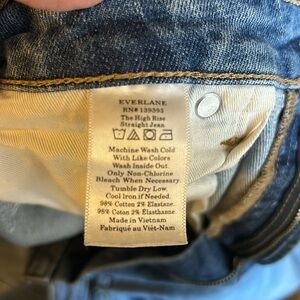 EVERLANE
RN# 139393
The High Rise
Straight Jean
Machine Wash Cold
With Like Colors
Wash Inside Out.
Only Non-Chlorine
Bleach When Necessary.
Tumble Dry Low.
Cool Iron if Needed.
98% Cotton 2% Elastane.
98% Coton 2% Elasthanne.
Made in Vietnam
Fabriqué au Viêt-Nam